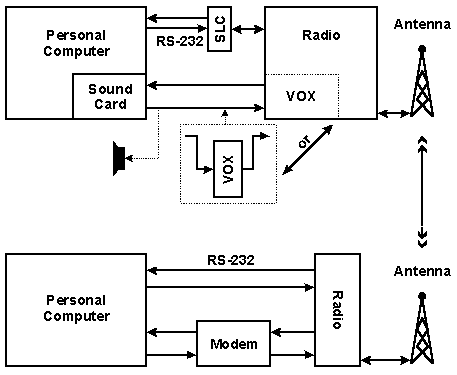 Antenna
Personal
Computer
SLC
Radio
RS-232
Sound
Card
VOX
VOX
or
Antenna
RS-232
Personal
Computer
Radio
Modem